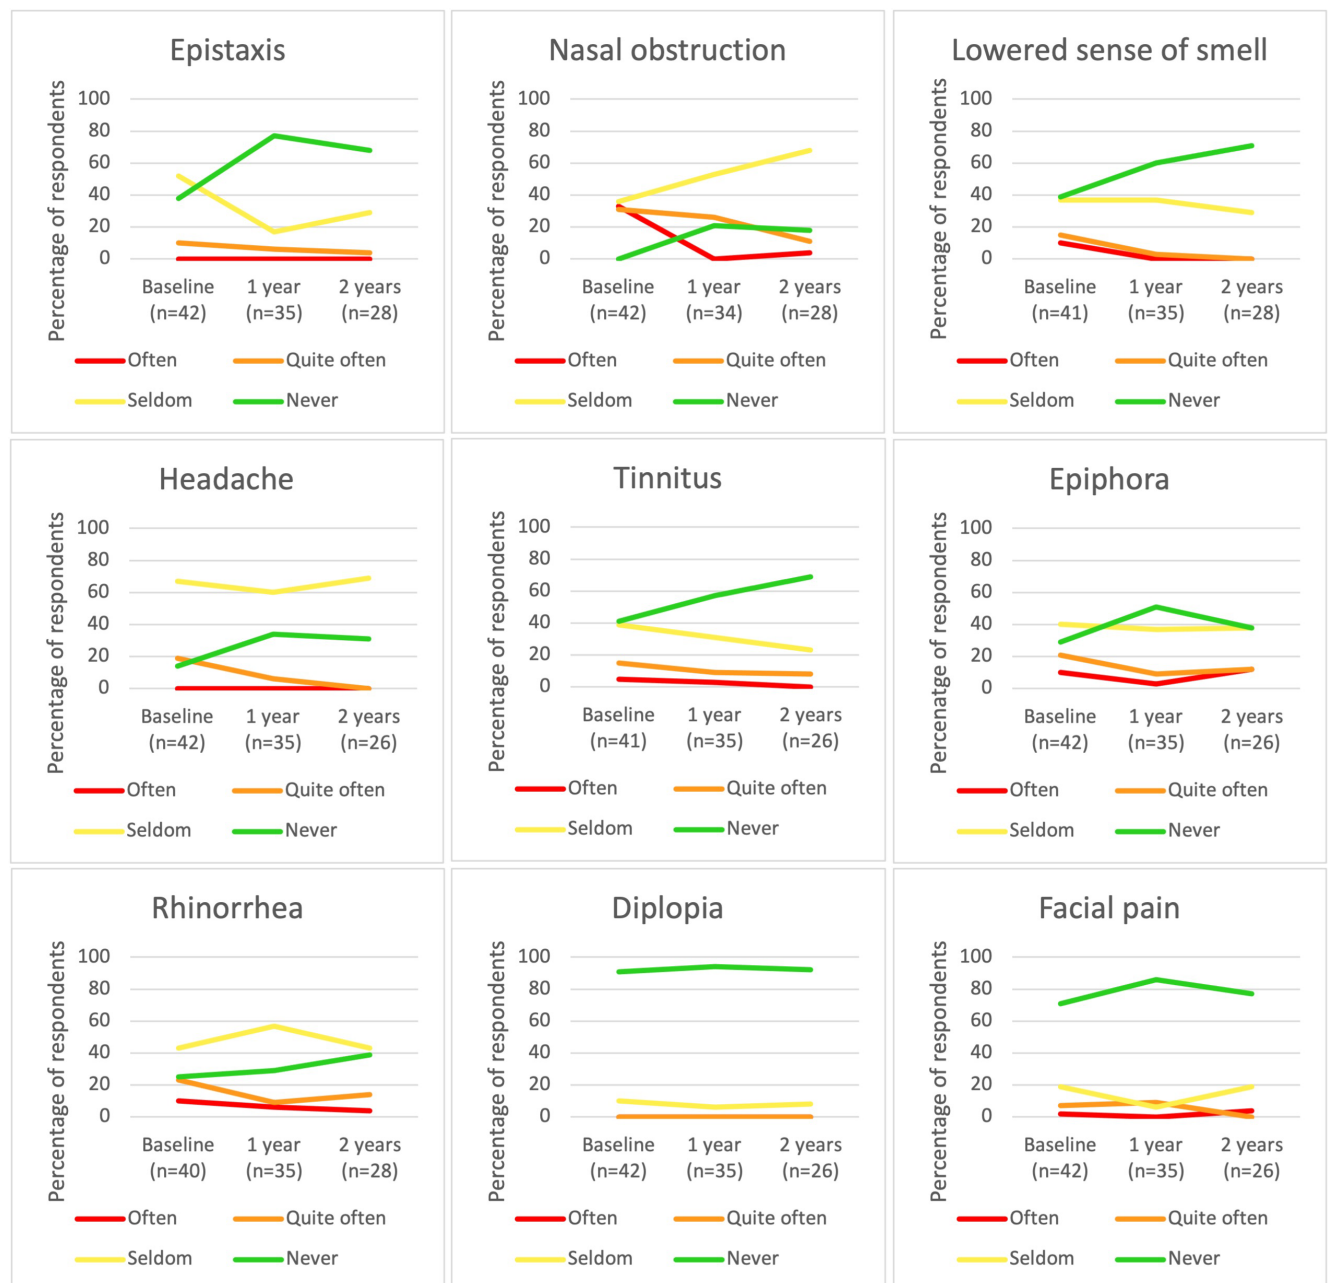 Epistaxis
Percentage of respondents
100
80
60
40
20
0
Baseline 1 year 2 years
(n=42) (n=35) (n=28)
Often Quite often
Seldom Never
Nasal obstruction
Percentage of respondents
100
80
60
40
20
0
Baseline 1 year 2 years
(n=42) (n=34) (n=28)
Often Quite often
Seldom Never
Lowered sense of smell
Percentage of respondents
100
80
60
40
20
0
Baseline 1 year 2 years
(n=41) (n=35) (n=28)
Often Quite often
Seldom Never
Headache
Percentage of respondents
100
80
60
40
20
0
Baseline 1 year 2 years
(n=42) (n=35) (n=26)
Often Quite often
Seldom Never
Tinnitus
Percentage of respondents
100
80
60
40
20
0
Baseline 1 year 2 years
(n=41) (n=35) (n=26)
Often Quite often
Seldom Never
Epiphora
Percenatge of respondents
100
80
60
40
20
0
Baseline 1 year 2 years
(n=42) (n=35) (n=26)
Often Quite often
Seldom Never
Rhinorrhea
Percentage of respondents
100
80
60
40
20
0
Baseline 1 year 2 years
(n=40) (n=35) (n=28)
Often Quite often
Seldom Never
Diplopia
Percentage of respondents
100
80
60
40
20
0
Baseline 1 year 2 years
(n=42) (n=35) (n=26)
Often Quite often
Seldom Never
Facial pain
Percentage of respondents
100
80
60
40
20
0
Baseline 1 year 2 years
(n=42) (n=35) (n=26)
Often Quite often
Seldom Never